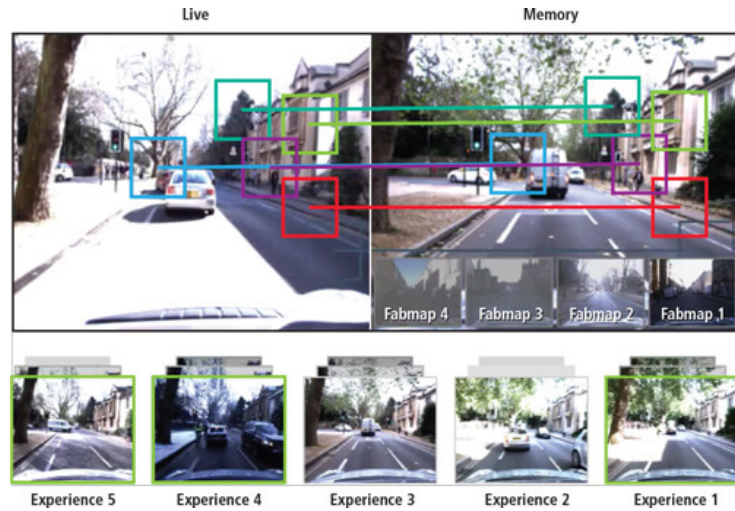 Live
Memory
Fabmap 4
Fabmap 3
Fabmap 2
Fabmap 1
Experience 5
Experience 4
Experience 3
Experience 2
Experience 1